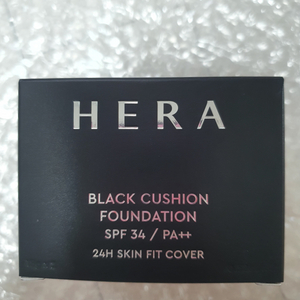 HERA
BLACK CUSHION
FOUNDATION
SPF 34 / PA++
24H SKIN FIT COVER